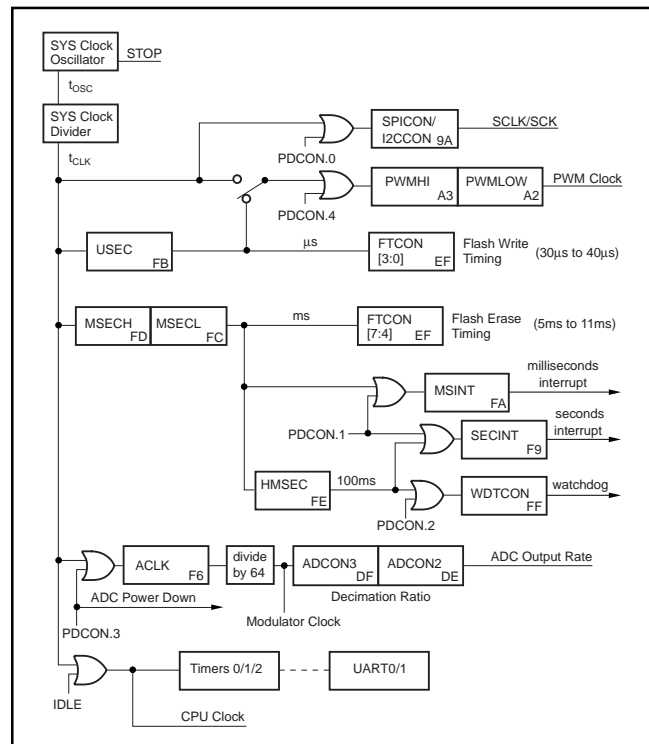 SYS Clock
Oscillator
STOP
tOSC
SYS Clock
Divider
tCLK
SPICON/
I2CCON
9A
SCLK/SCK
PDCON.0
PWMHI
A3
PWMLOW
A2
PWM Clock
PDCON.4
USEC
FB
µs
FTCON
[3:0]
EF
Flash Write
Timing
(30µs to 40µs)
MSECH
FD
MSECL
FC
ms
FTCON
[7:4]
EF
Flash Erase
Timing
(5ms to 11ms)
milliseconds
interrupt
MSINT
FA
PDCON.1
seconds
interrupt
SECINT
F9
HMSEC
FE
100ms
WDTCON
FF
watchdog
PDCON.2
ACLK
F6
divide
by 64
ADCON3
DF
ADCON2
DE
ADC Output Rate
Decimation Ratio
ADC Power Down
Modulator Clock
PDCON.3
Timers 0/1/2
UART0/1
IDLE
CPU Clock